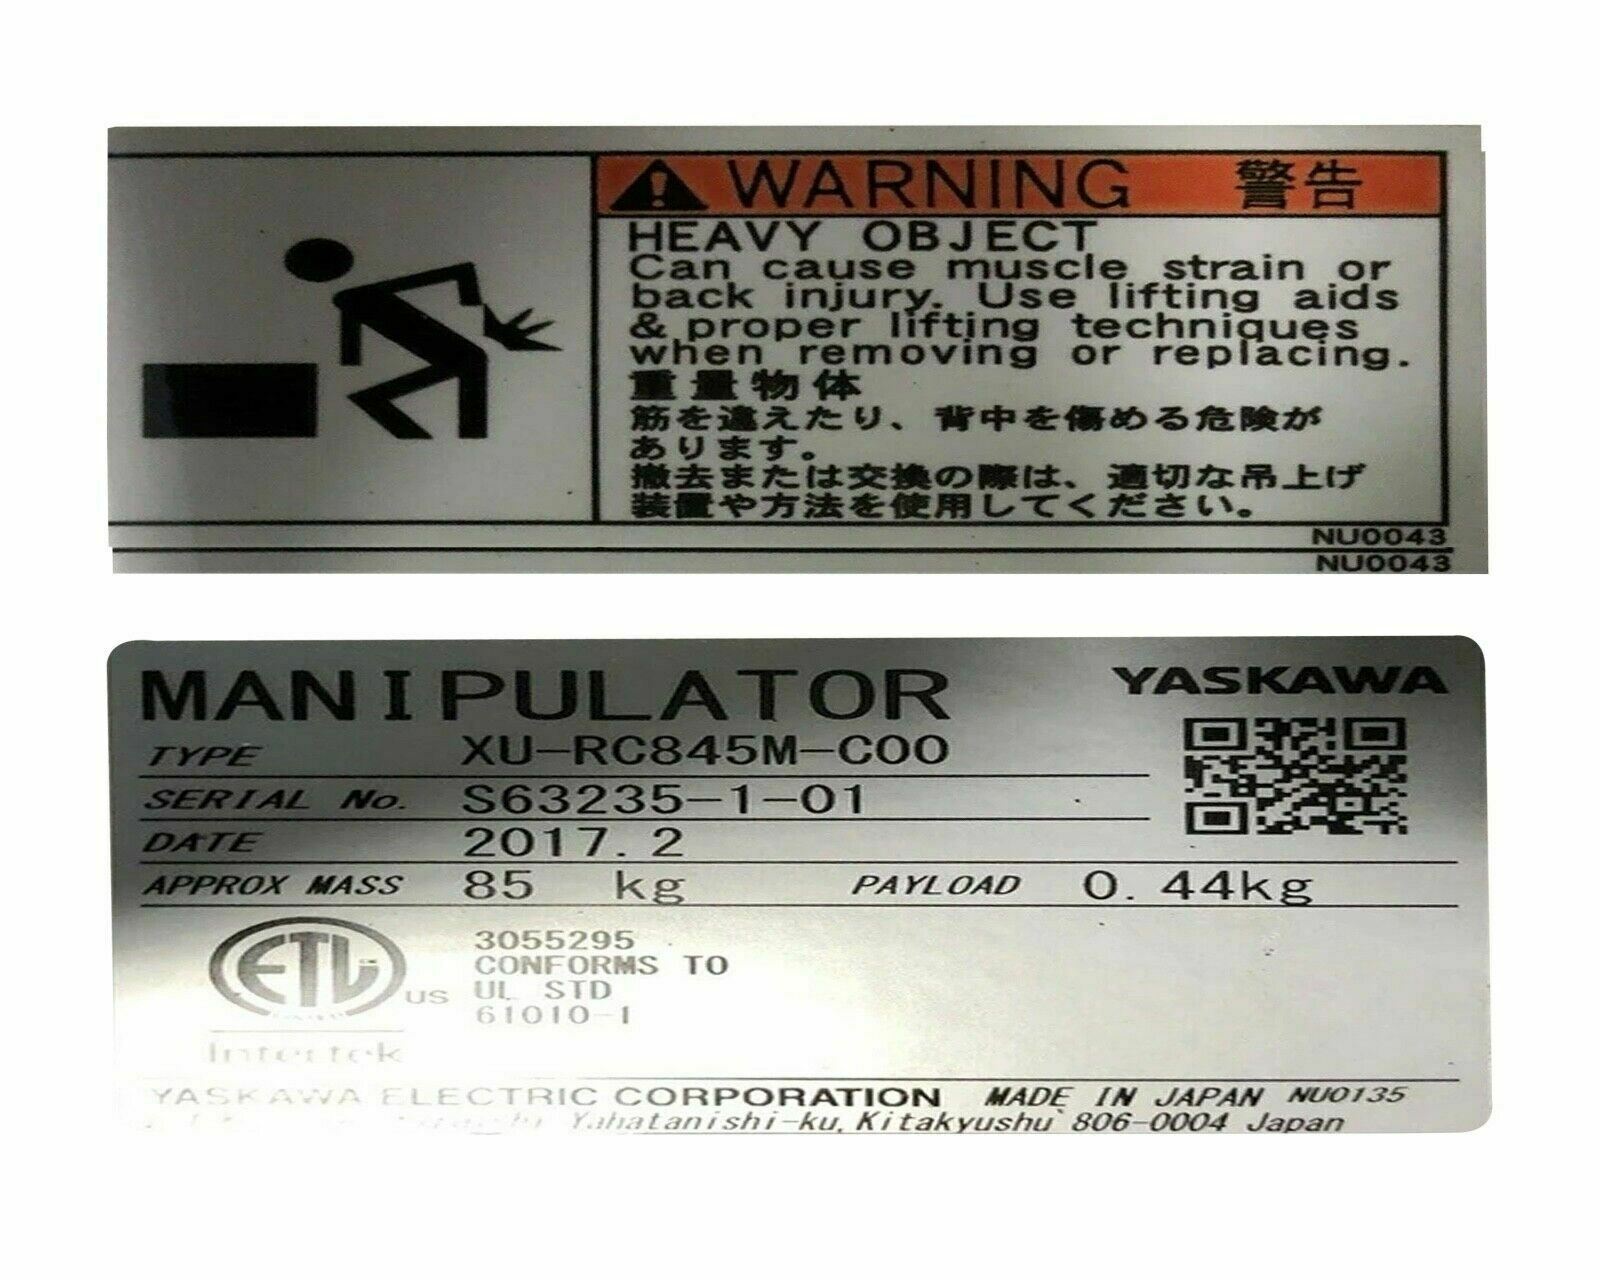 WARNING 警告
HEAVY OBJECT
Can cause muscle strain or
back injury. Use lifting aids
& proper lifting techniques
when removing or replacing.
重量物体
筋を違えたり、背中を傷める危険が
あります。
撤去または交換の際は、適切な吊上げ
装置や方法を使用してください。
NU0043
NU0043
MANIPULATOR YASKAWA
TYPE XU-RC845M-C00
SERIAL No. S63235-1-01
DATE 2017.2
APPROX MASS 85 kg PAYLOAD 0.44kg
ETL US
3055295
CONFORMS TO
UL STD
61010-1
Intertek
YASKAWA ELECTRIC CORPORATION MADE IN JAPAN NU0135
Yahatanishi-ku, Kitakyushu 806-0004 Japan